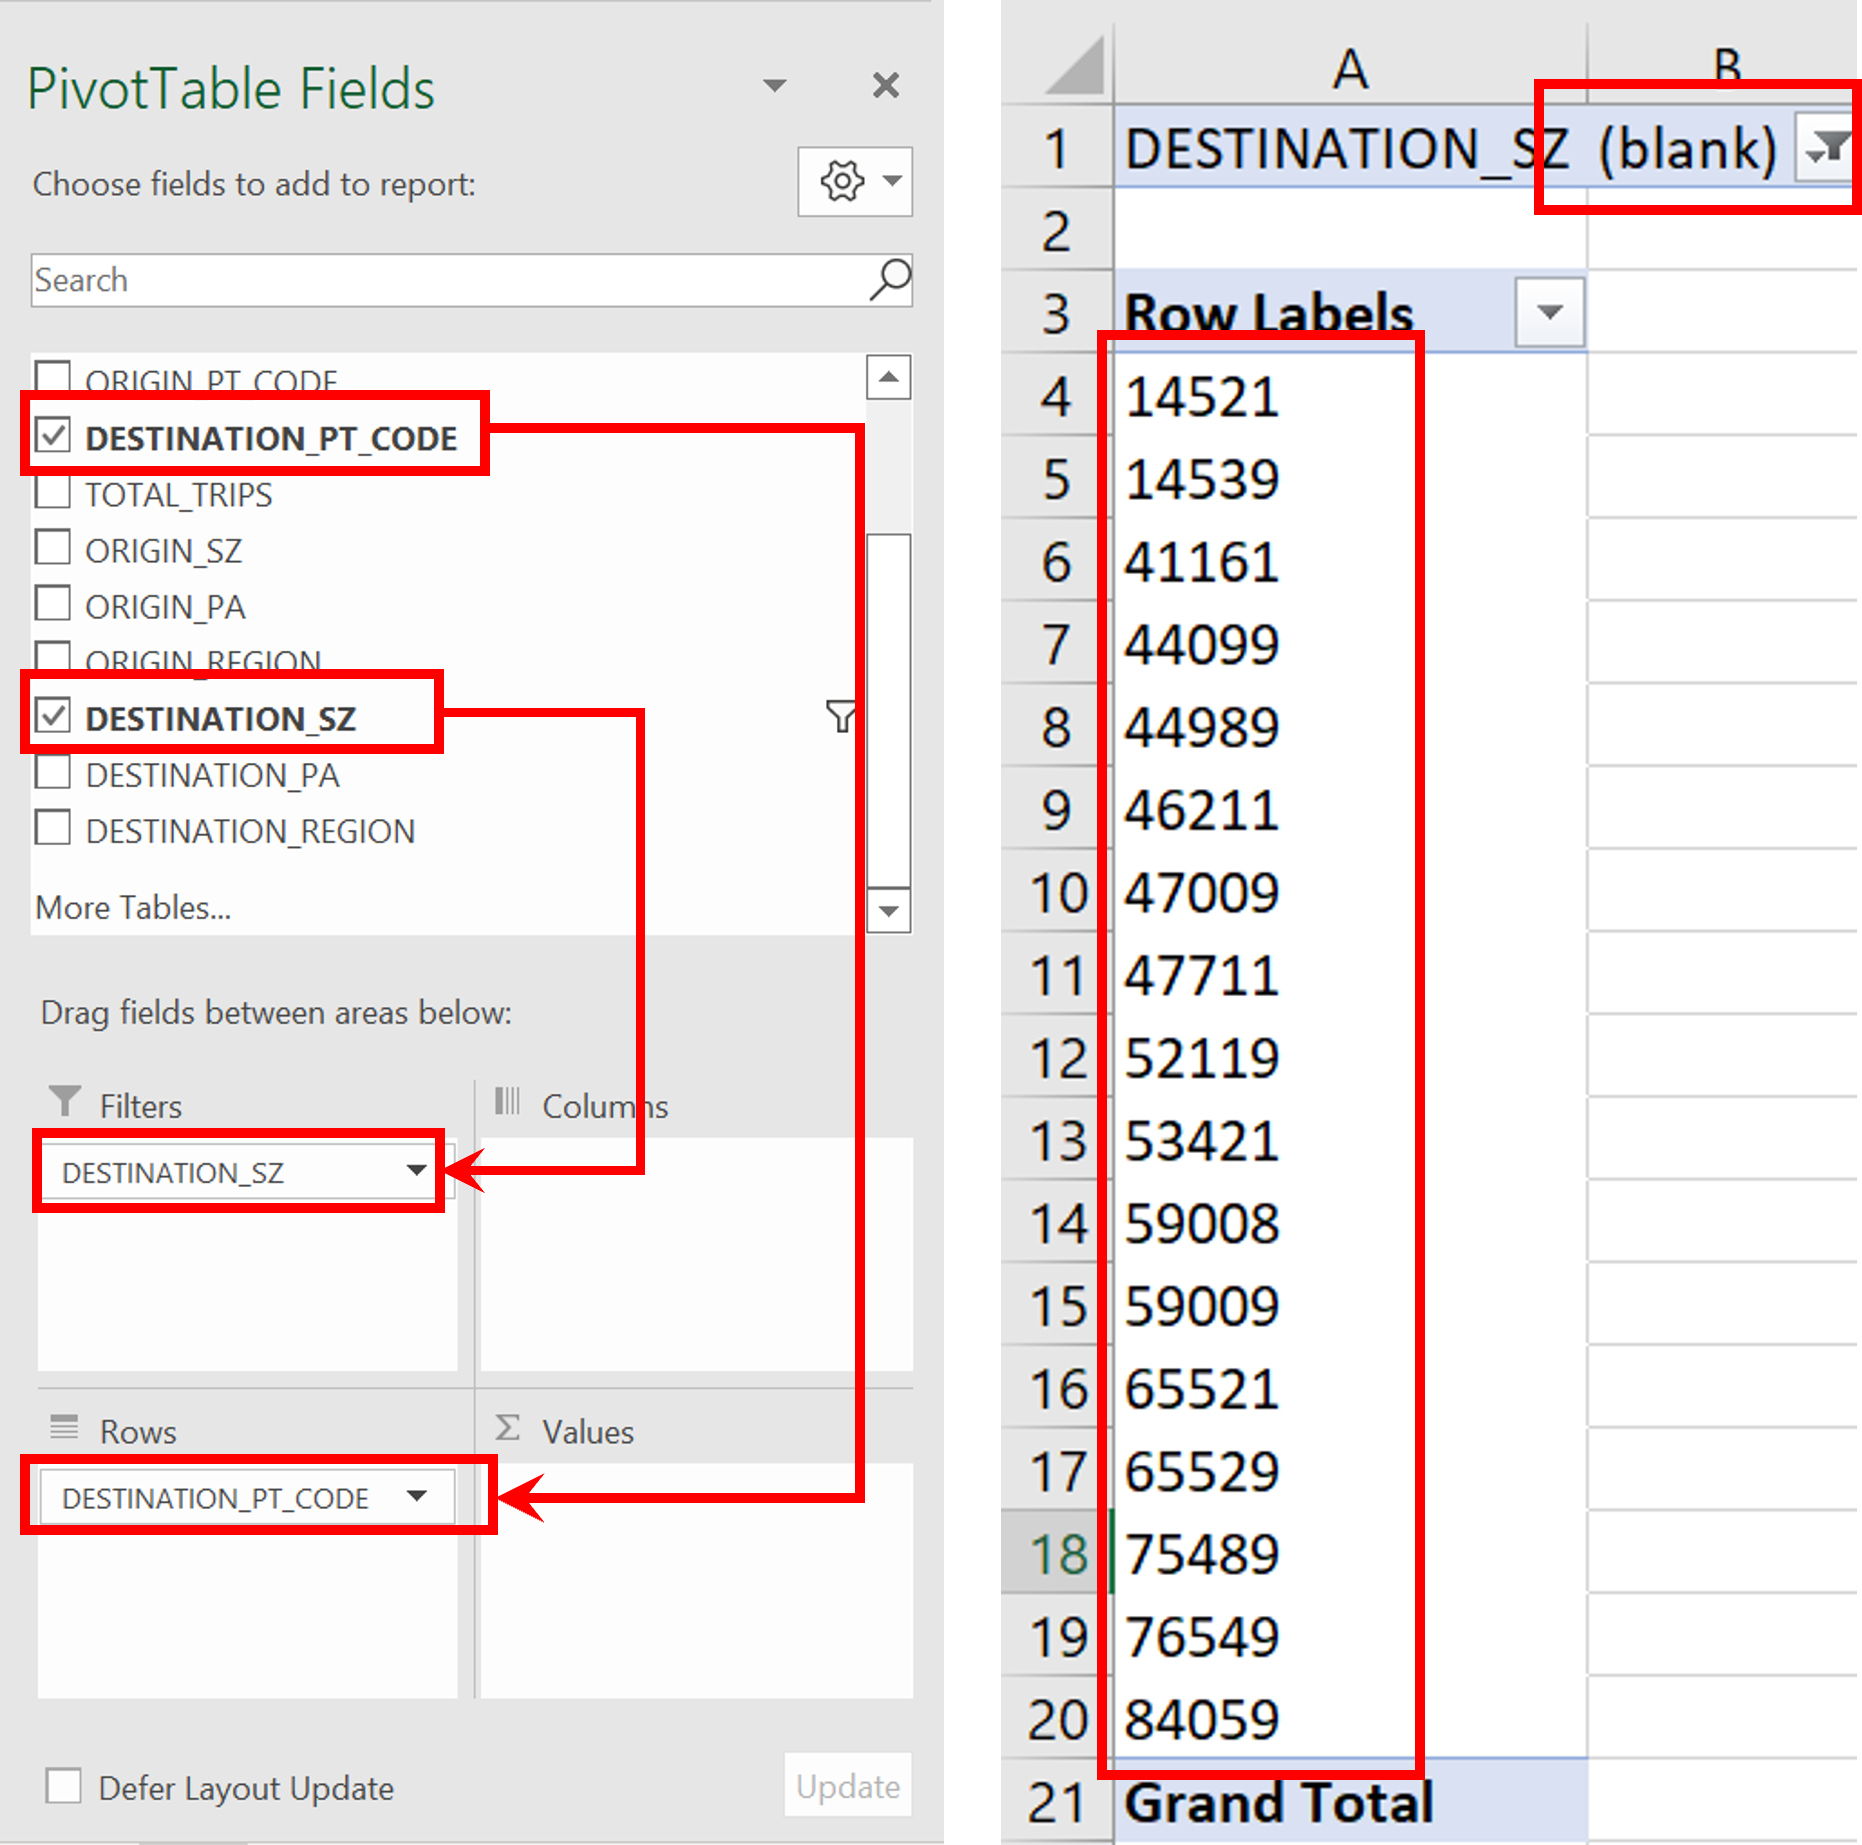 PivotTable Fields
Choose fields to add to report:
Search
ORIGIN_PT_CODE
DESTINATION_PT_CODE
TOTAL_TRIPS
ORIGIN_SZ
ORIGIN_PA
ORIGIN_REGION
DESTINATION_SZ
DESTINATION_PA
DESTINATION_REGION
More Tables...
Drag fields between areas below:
Filters
Columns
DESTINATION_SZ
Rows
Σ Values
DESTINATION_PT_CODE
Defer Layout Update
Update
A B
1 DESTINATION_SZ (blank)
2
3 Row Labels
4 14521
5 14539
6 41161
7 44099
8 44989
9 46211
10 47009
11 47711
12 52119
13 53421
14 59008
15 59009
16 65521
17 65529
18 75489
19 76549
20 84059
21 Grand Total